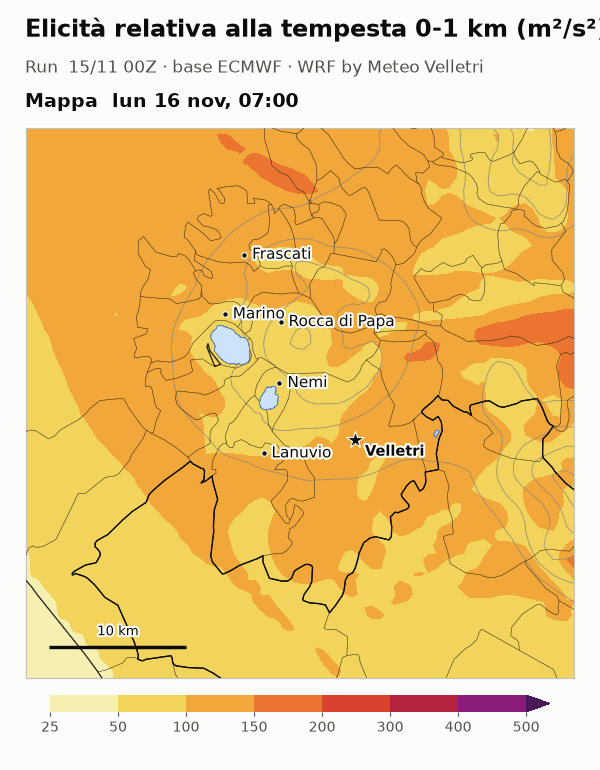 Elicità relativa alla tempesta 0-1 km (m²/s²)
Run  15/11 00Z · base ECMWF · WRF by Meteo Velletri
Mappa  lun 16 nov, 07:00
Frascati
Marino
Rocca di Papa
Nemi
Velletri
Lanuvio
10 km
25 50 100 150 200 300 400 500